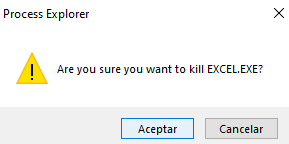 Process Explorer
Are you sure you want to kill EXCEL.EXE?
Aceptar
Cancelar